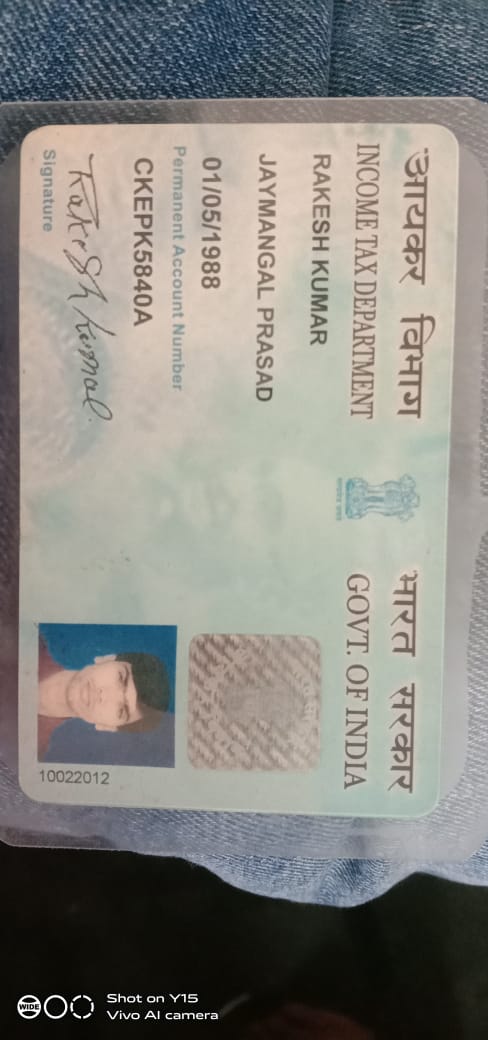 आयकर विभाग
INCOME TAX DEPARTMENT
भारत सरकार
GOVT. OF INDIA
RAKESH KUMAR
JAYMANGAL PRASAD
01/05/1988
Permanent Account Number
CKEPK5840A
Rakesh Kumar
Signature
10022012
WIDE
Shot on Y15
Vivo AI camera